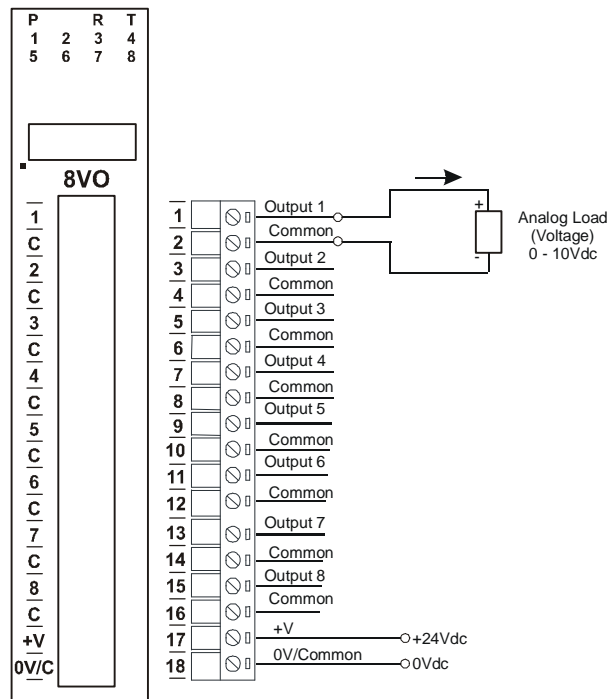 P R T
1 2 3 4
5 6 7 8
8VO
1
C
2
C
3
C
4
C
5
C
6
C
7
C
8
C
+V
0V/C
1 Output 1
2 Common
3 Output 2
4 Common
5 Output 3
6 Common
7 Output 4
8 Common
9 Output 5
10 Common
11 Output 6
12 Common
13 Output 7
14 Common
15 Output 8
16 Common
17 +V +24Vdc
18 0V/Common 0Vdc
+
-
Analog Load
(Voltage)
0 - 10Vdc